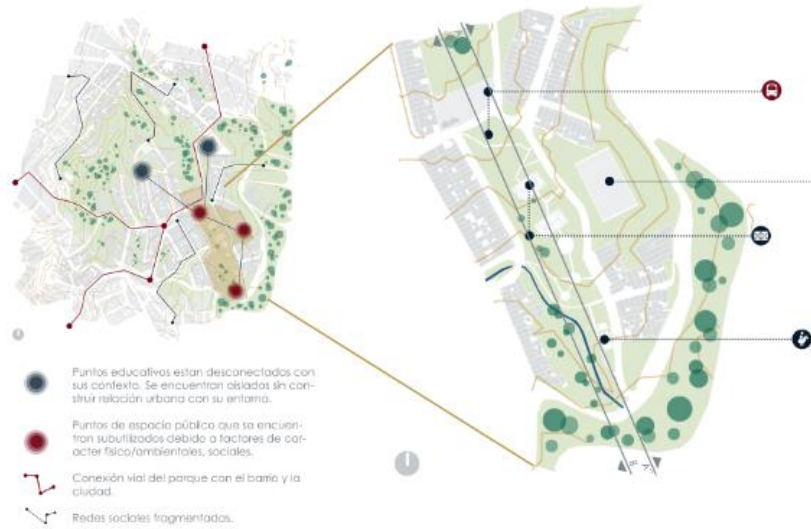 Puntos educativos estan desconectados con
sus contexto. Se encuentran aislados sin con-
struir relación urbana con su entorno.
Puntos de espacio público que se encuen-
tran subutilizados debido a factores de car-
acter físico/ambientales, sociales.
Conexión vial del parque con el barrio y la
ciudad.
Redes sociales fragmentadas.